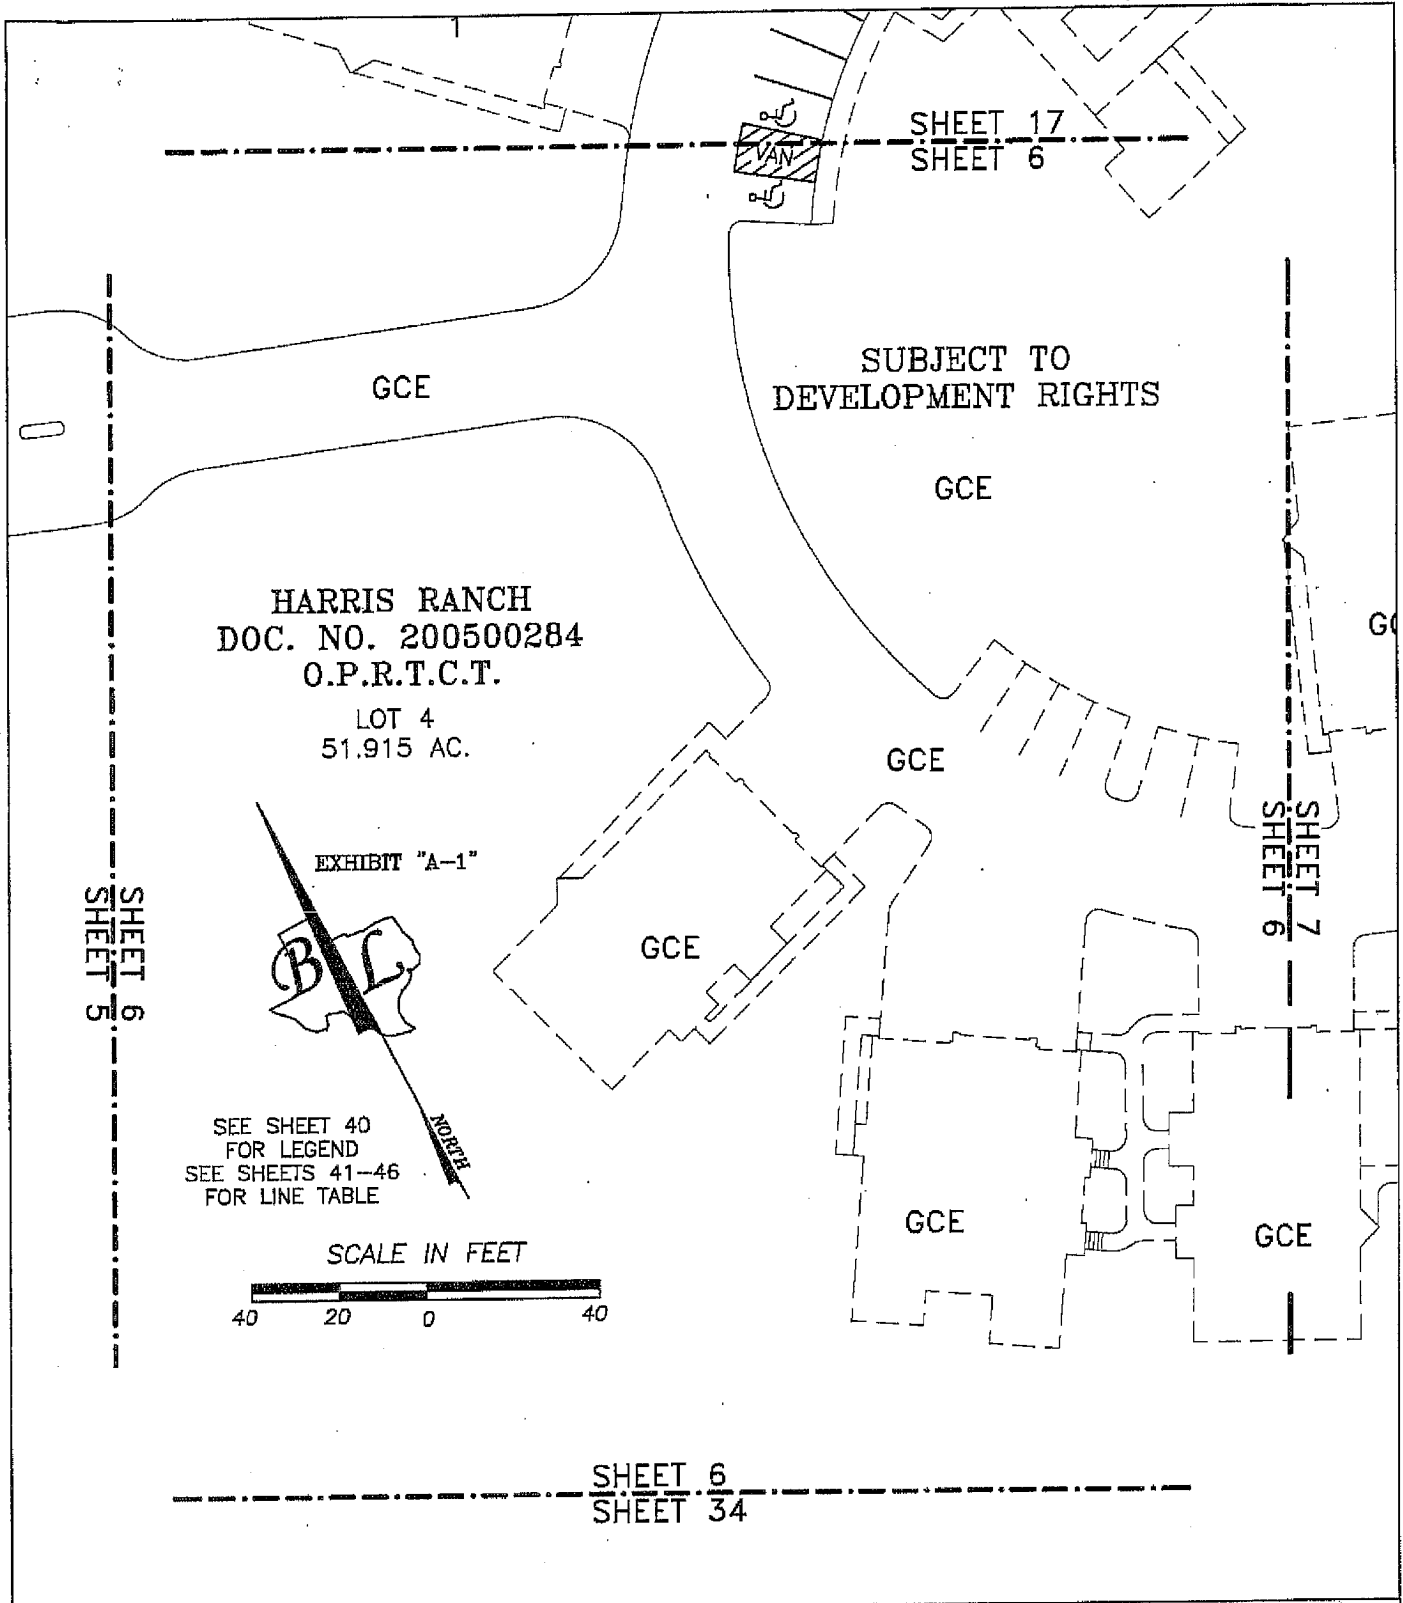 SHEET 17
SHEET 6
VAN
SUBJECT TO
DEVELOPMENT RIGHTS
GCE
GCE
HARRIS RANCH
DOC. NO. 200500284
O.P.R.T.C.T.
LOT 4
51.915 AC.
GC
GCE
SHEET 7
SHEET 6
EXHIBIT "A-1"
SHEET 6
SHEET 5
B L
GCE
NORTH
SEE SHEET 40
FOR LEGEND
SEE SHEETS 41-46
FOR LINE TABLE
GCE
GCE
SCALE IN FEET
40 20 0 40
SHEET 6
SHEET 34